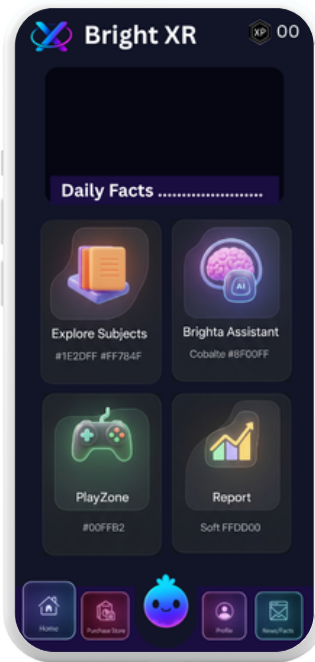 Bright XR
XP 00
Daily Facts .......................
Explore Subjects
#1E2DFF #FF784F
Brighta Assistant
AI
Cobalte #8F00FF
PlayZone
#00FFB2
Report
Soft FFDD00
Home
Purchase Store
Profile
News/Facts